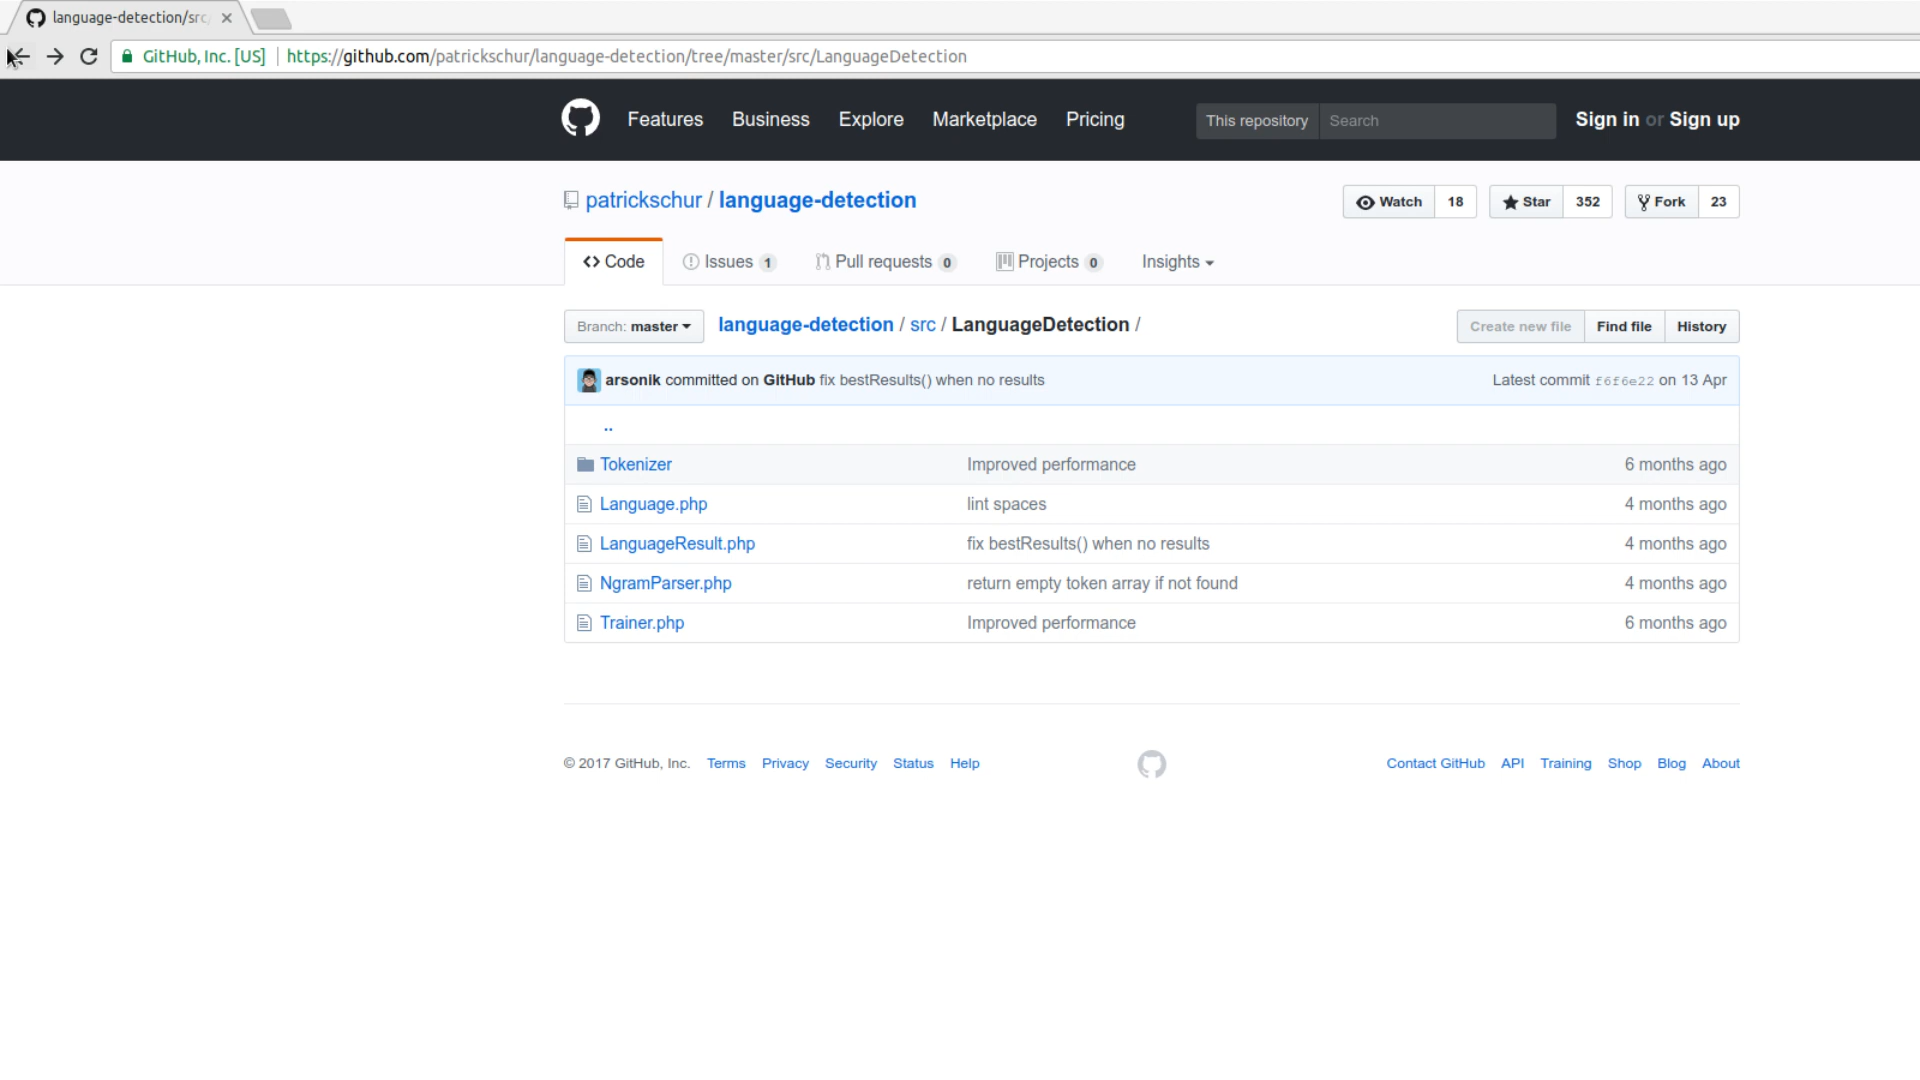 language-detection/src
GitHub, Inc. [US] https://github.com/patrickschur/language-detection/tree/master/src/LanguageDetection
Features Business Explore Marketplace Pricing This repository Search Sign in or Sign up
patrickschur / language-detection Watch 18 Star 352 Fork 23
Code Issues 1 Pull requests 0 Projects 0 Insights
Branch: master language-detection / src / LanguageDetection / Create new file Find file History
arsonik committed on GitHub fix bestResults() when no results Latest commit f6f6e22 on 13 Apr
..
Tokenizer Improved performance 6 months ago
Language.php lint spaces 4 months ago
LanguageResult.php fix bestResults() when no results 4 months ago
NgramParser.php return empty token array if not found 4 months ago
Trainer.php Improved performance 6 months ago
© 2017 GitHub, Inc. Terms Privacy Security Status Help Contact GitHub API Training Shop Blog About